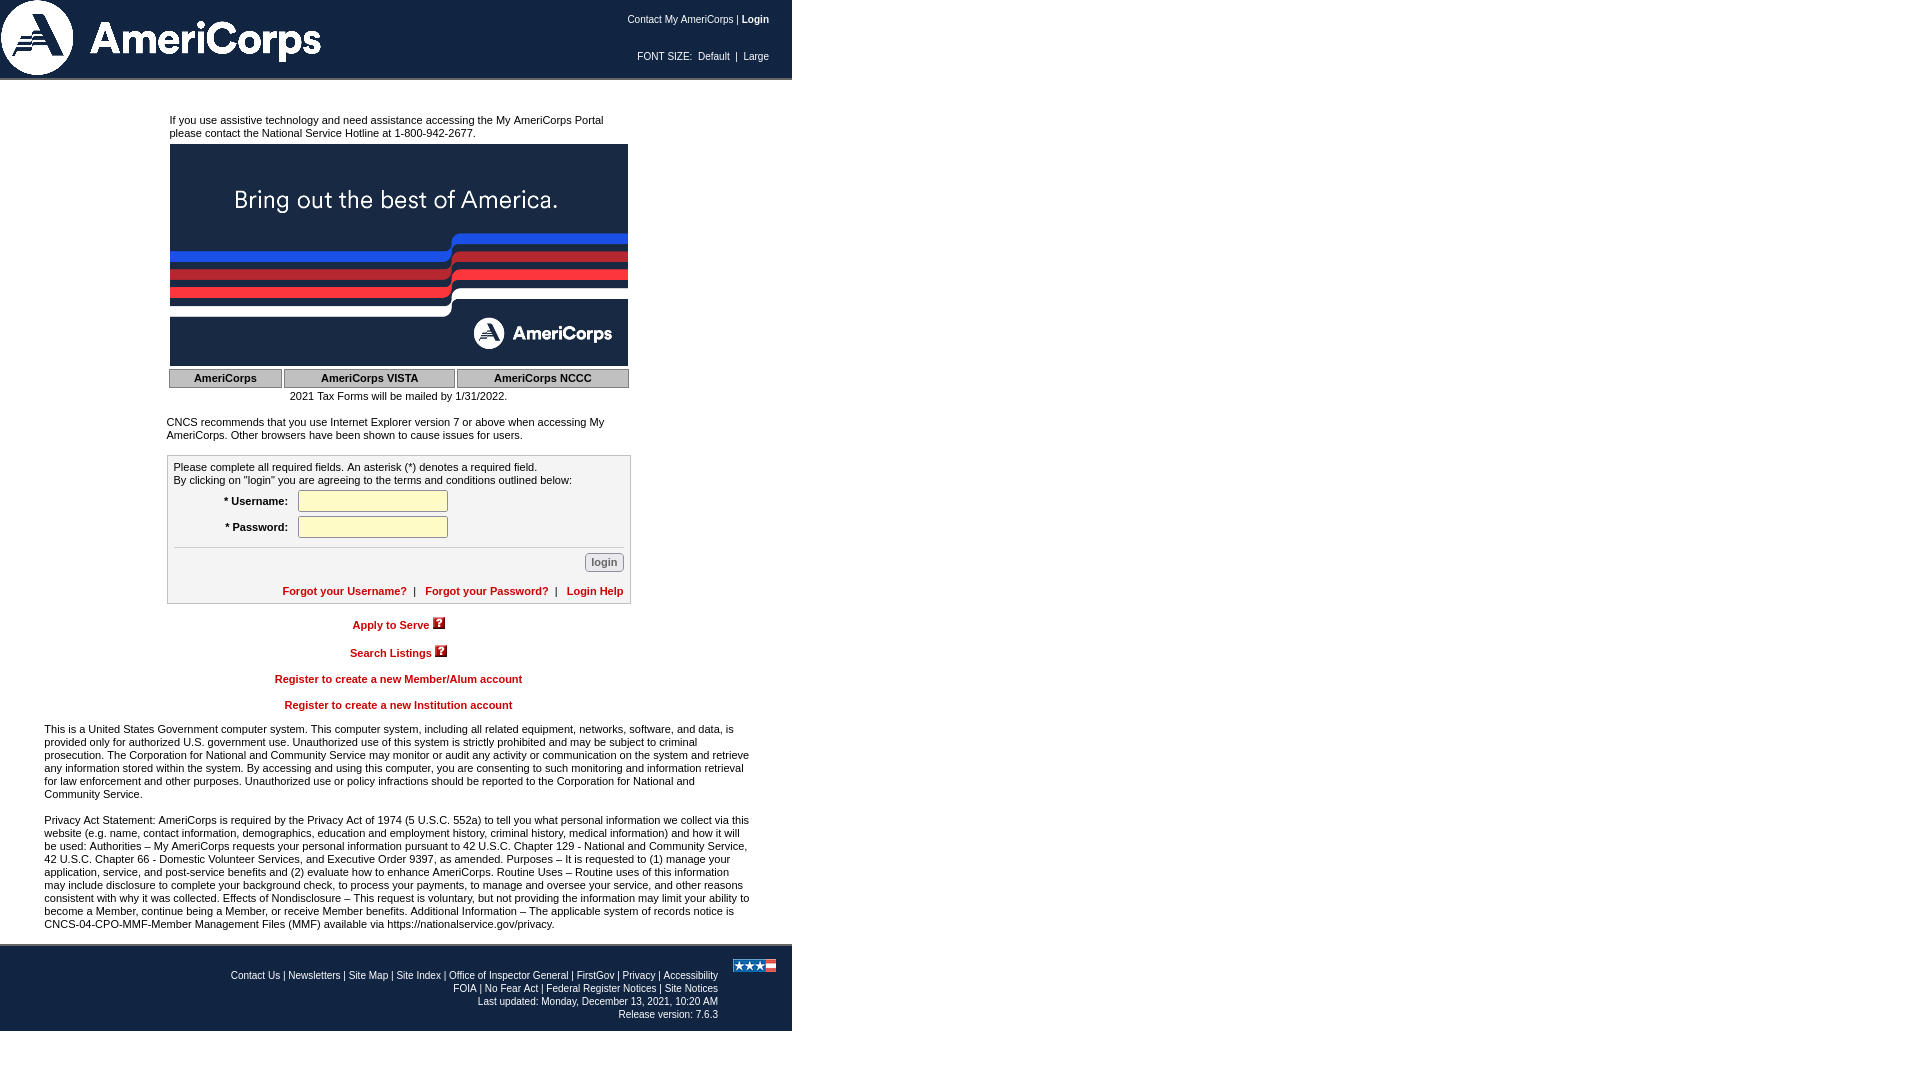 AmeriCorps
Contact My AmeriCorps | Login
FONT SIZE: Default | Large
If you use assistive technology and need assistance accessing the My AmeriCorps Portal
please contact the National Service Hotline at 1-800-942-2677.
Bring out the best of America.
AmeriCorps
AmeriCorps AmeriCorps VISTA AmeriCorps NCCC
2021 Tax Forms will be mailed by 1/31/2022.
CNCS recommends that you use Internet Explorer version 7 or above when accessing My
AmeriCorps. Other browsers have been shown to cause issues for users.
Please complete all required fields. An asterisk (*) denotes a required field.
By clicking on "login" you are agreeing to the terms and conditions outlined below:
* Username:
* Password:
login
Forgot your Username? | Forgot your Password? | Login Help
Apply to Serve ?
Search Listings ?
Register to create a new Member/Alum account
Register to create a new Institution account
This is a United States Government computer system. This computer system, including all related equipment, networks, software, and data, is
provided only for authorized U.S. government use. Unauthorized use of this system is strictly prohibited and may be subject to criminal
prosecution. The Corporation for National and Community Service may monitor or audit any activity or communication on the system and retrieve
any information stored within the system. By accessing and using this computer, you are consenting to such monitoring and information retrieval
for law enforcement and other purposes. Unauthorized use or policy infractions should be reported to the Corporation for National and
Community Service.
Privacy Act Statement: AmeriCorps is required by the Privacy Act of 1974 (5 U.S.C. 552a) to tell you what personal information we collect via this
website (e.g. name, contact information, demographics, education and employment history, criminal history, medical information) and how it will
be used: Authorities – My AmeriCorps requests your personal information pursuant to 42 U.S.C. Chapter 129 - National and Community Service,
42 U.S.C. Chapter 66 - Domestic Volunteer Services, and Executive Order 9397, as amended. Purposes – It is requested to (1) manage your
application, service, and post-service benefits and (2) evaluate how to enhance AmeriCorps. Routine Uses – Routine uses of this information
may include disclosure to complete your background check, to process your payments, to manage and oversee your service, and other reasons
consistent with why it was collected. Effects of Nondisclosure – This request is voluntary, but not providing the information may limit your ability to
become a Member, continue being a Member, or receive Member benefits. Additional Information – The applicable system of records notice is
CNCS-04-CPO-MMF-Member Management Files (MMF) available via https://nationalservice.gov/privacy.
Contact Us | Newsletters | Site Map | Site Index | Office of Inspector General | FirstGov | Privacy | Accessibility
FOIA | No Fear Act | Federal Register Notices | Site Notices
Last updated: Monday, December 13, 2021, 10:20 AM
Release version: 7.6.3